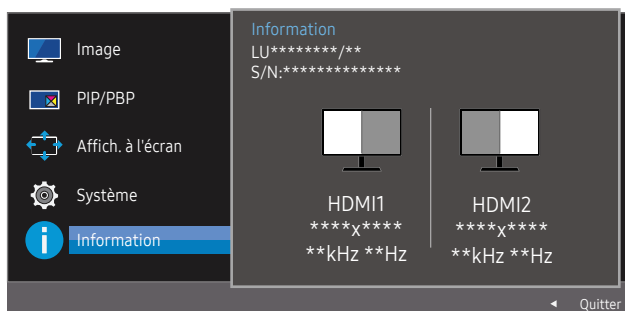 Image
PIP/PBP
Affich. à l'écran
Système
Information
Information
LU********/**
S/N:**************
HDMI1
****x****
**kHz **Hz
HDMI2
****x****
**kHz **Hz
Quitter